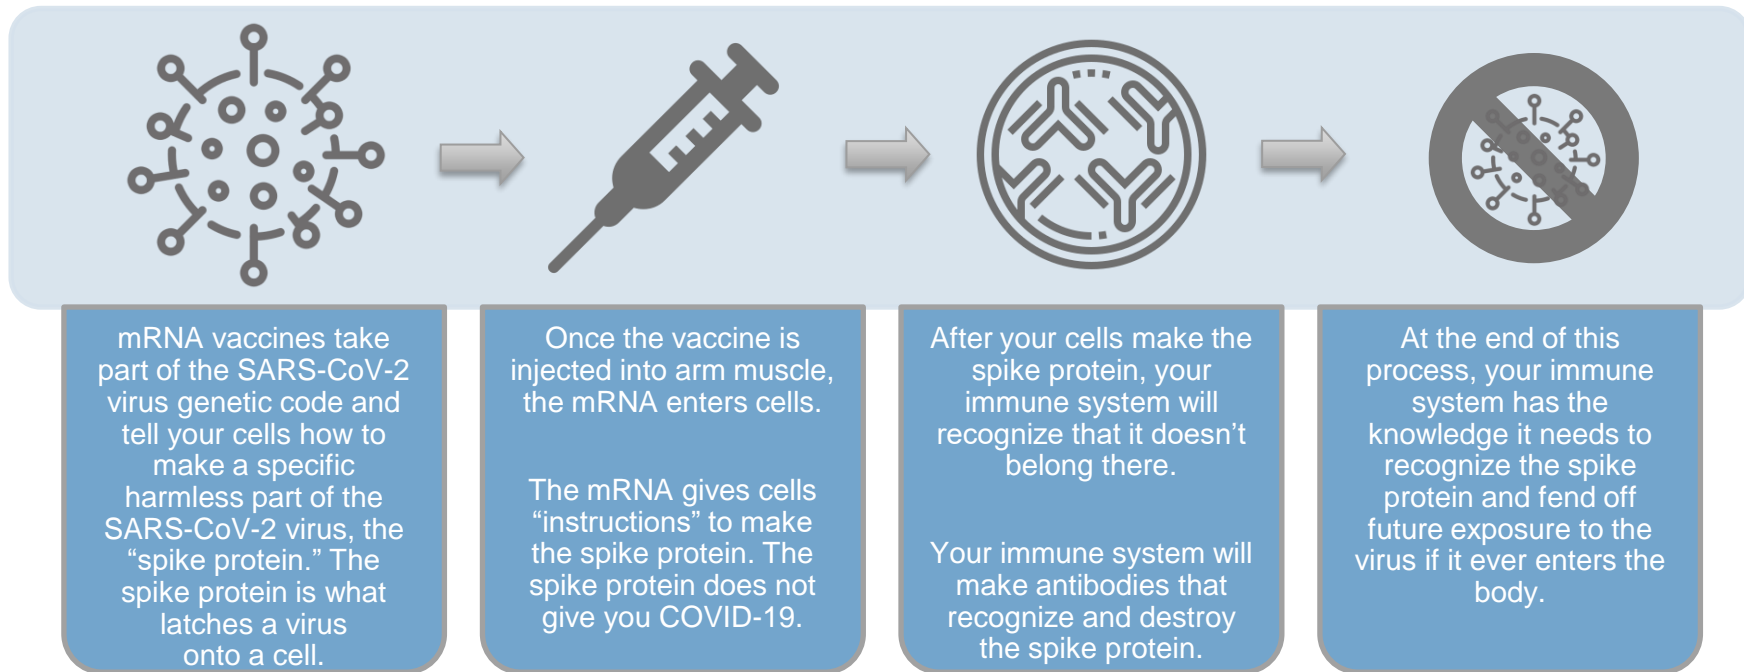 mRNA vaccines take
part of the SARS-CoV-2
virus genetic code and
tell your cells how to
make a specific
harmless part of the
SARS-CoV-2 virus, the
“spike protein.” The
spike protein is what
latches a virus
onto a cell.
Once the vaccine is
injected into arm muscle,
the mRNA enters cells.
The mRNA gives cells
“instructions” to make
the spike protein. The
spike protein does not
give you COVID-19.
After your cells make the
spike protein, your
immune system will
recognize that it doesn’t
belong there.
Your immune system will
make antibodies that
recognize and destroy
the spike protein.
At the end of this
process, your immune
system has the
knowledge it needs to
recognize the spike
protein and fend off
future exposure to the
virus if it ever enters the
body.